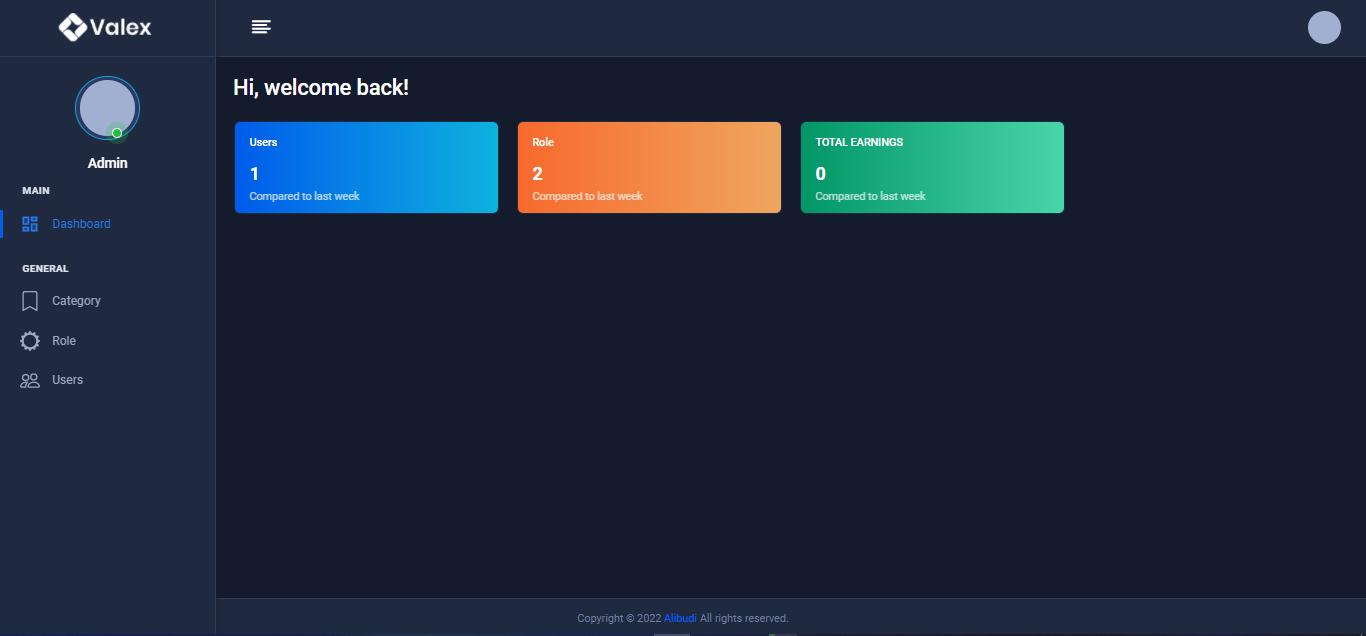 Valex
Admin
MAIN
Dashboard
GENERAL
Category
Role
Users
Hi, welcome back!
Users
1
Compared to last week
Role
2
Compared to last week
TOTAL EARNINGS
0
Compared to last week
Copyright © 2022 Alibudi All rights reserved.